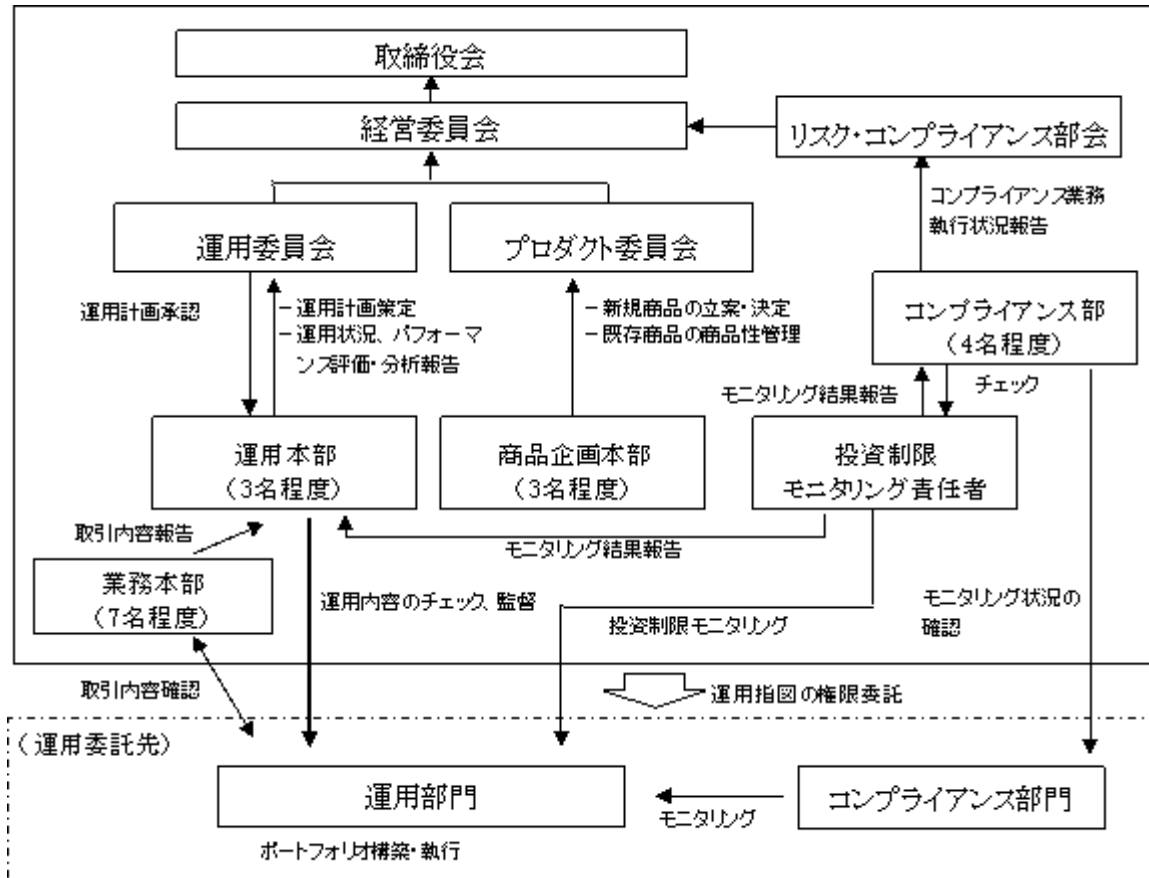 取締役会
経営委員会
リスク・コンプライアンス部会
コンプライアンス業務
執行状況報告
運用委員会
プロダクト委員会
運用計画承認
－運用計画策定
－運用状況、パフォーマ
ンス評価・分析報告
－新規商品の立案・決定
－既存商品の商品性管理
コンプライアンス部
（4名程度）
モニタリング結果報告
チェック
運用本部
（3名程度）
商品企画本部
（3名程度）
投資制限
モニタリング責任者
取引内容報告
モニタリング結果報告
業務本部
（7名程度）
運用内容のチェック、監督
投資制限モニタリング
モニタリング状況の
確認
取引内容確認
運用指図の権限委託
（運用委託先）
運用部門
モニタリング
コンプライアンス部門
ポートフォリオ構築・執行